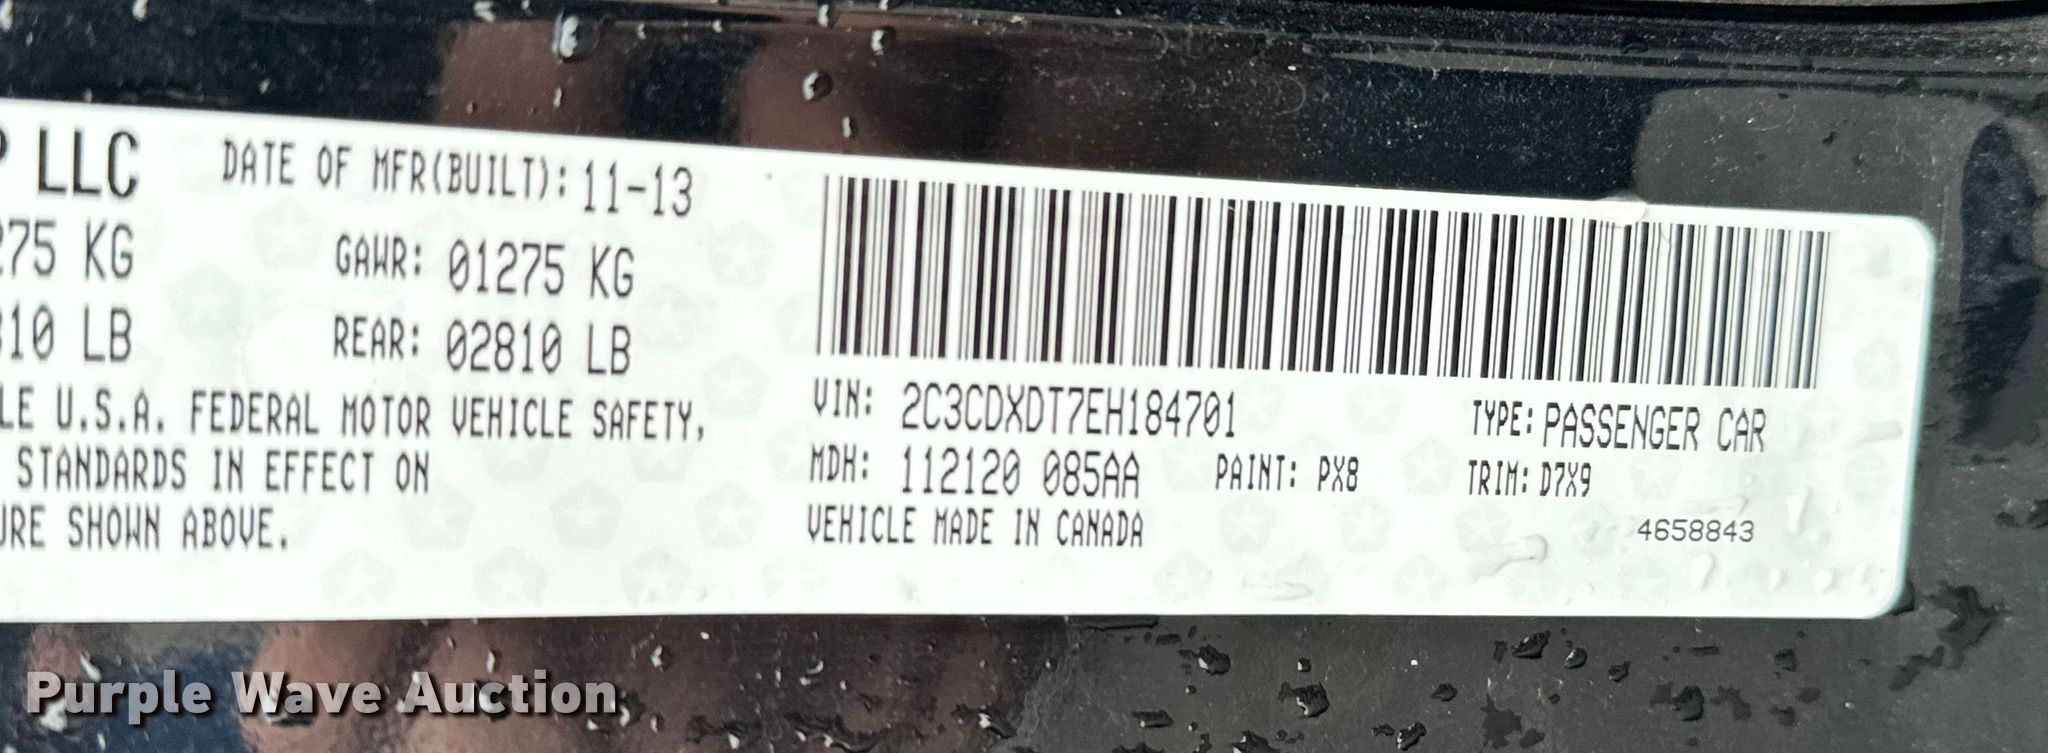 P LLC DATE OF MFR(BUILT): 11-13
275 KG GAWR: 01275 KG
810 LB REAR: 02810 LB
LE U.S.A. FEDERAL MOTOR VEHICLE SAFETY,
STANDARDS IN EFFECT ON
URE SHOWN ABOVE.
VIN: 2C3CDXDT7EH184701 TYPE: PASSENGER CAR
MDH: 112120 085AA PAINT: PX8 TRIM: D7X9
VEHICLE MADE IN CANADA
4658843
Purple Wave Auction